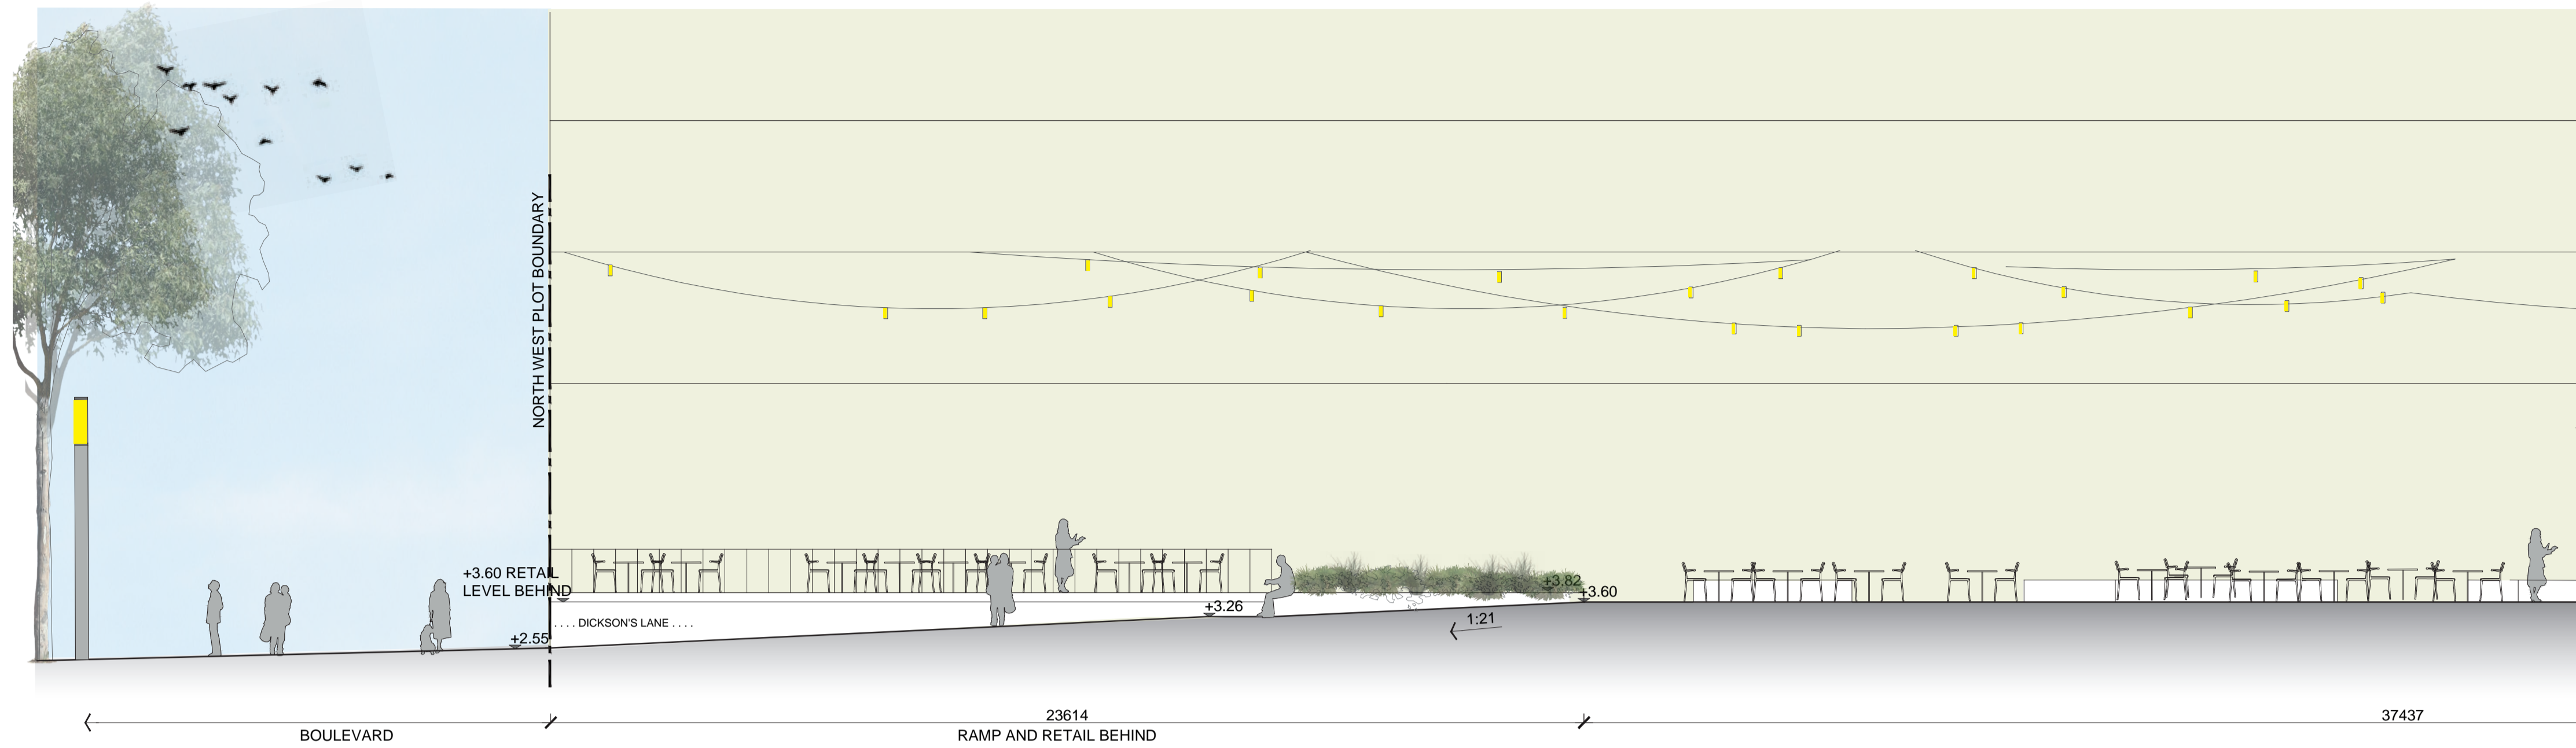 NORTH WEST PLOT BOUNDARY
+3.60 RETAIL
LEVEL BEHIND
+2.55
. . . . DICKSON'S LANE . . . .
+3.26
+3.82
+3.60
1:21
23614
37437
BOULEVARD
RAMP AND RETAIL BEHIND